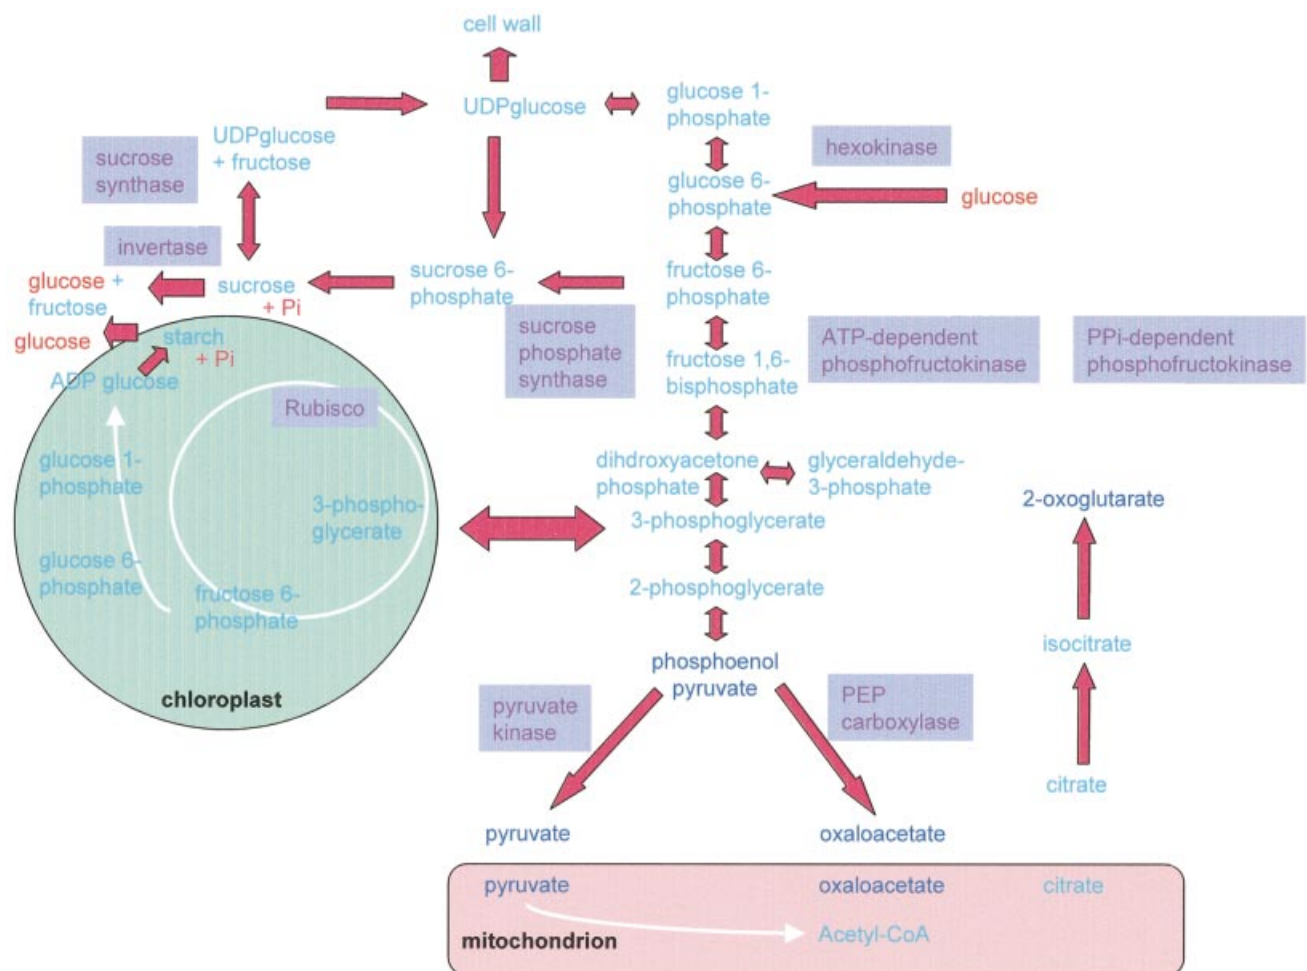 cell wall
UDPglucose
glucose 1-
phosphate
UDPglucose
+ fructose
sucrose
synthase
hexokinase
glucose 6-
phosphate
glucose
invertase
glucose +
fructose
sucrose
+ Pi
sucrose 6-
phosphate
fructose 6-
phosphate
glucose
starch
+ Pi
sucrose
phosphate
synthase
ATP-dependent
phosphofructokinase
PPi-dependent
phosphofructokinase
fructose 1,6-
bisphosphate
ADP glucose
Rubisco
glucose 1-
phosphate
dihdroxyacetone
phosphate
glyceraldehyde-
3-phosphate
3-phospho-
glycerate
3-phosphoglycerate
2-oxoglutarate
glucose 6-
phosphate
fructose 6-
phosphate
2-phosphoglycerate
isocitrate
phosphoenol
pyruvate
chloroplast
pyruvate
kinase
PEP
carboxylase
citrate
pyruvate
oxaloacetate
pyruvate
oxaloacetate
citrate
Acetyl-CoA
mitochondrion